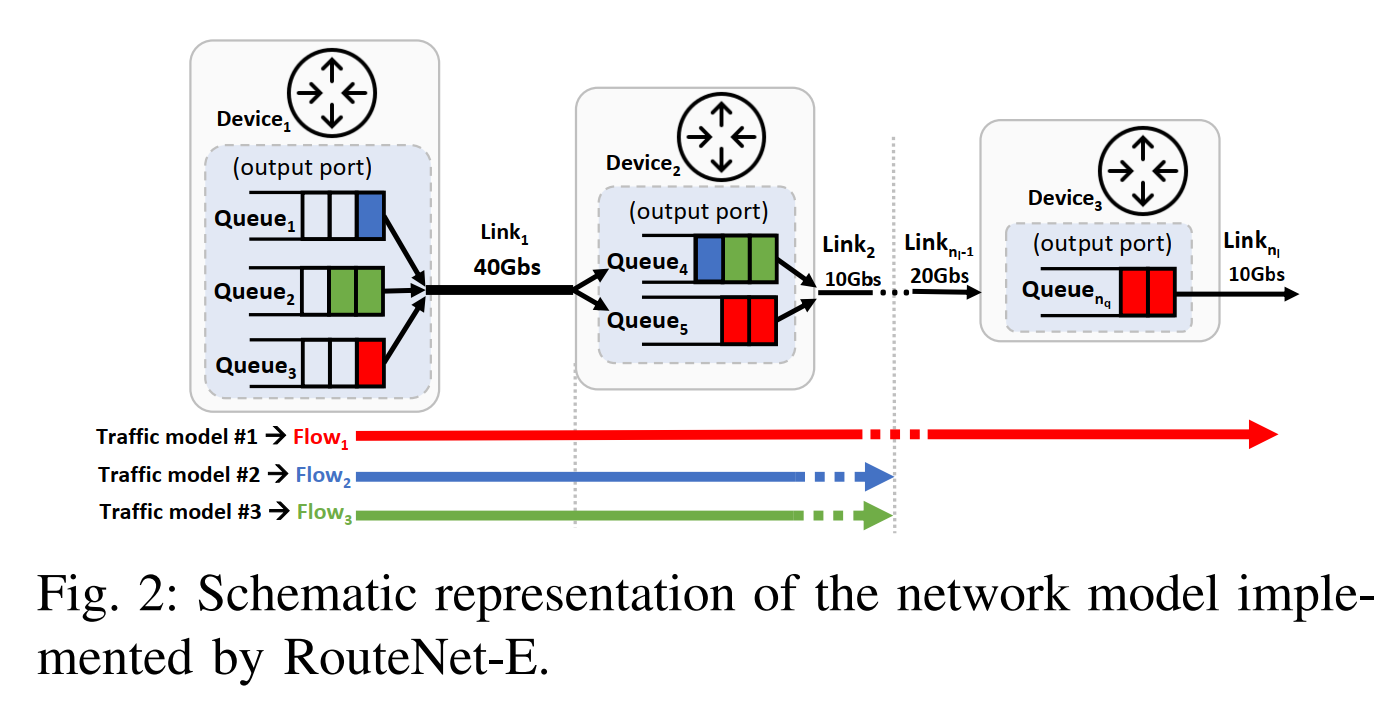 Device1
(output port)
Queue1
Queue2
Queue3
Link1
40Gbs
Device2
(output port)
Queue4
Queue5
Link2
10Gbs
Linknl-1
20Gbs
Device3
(output port)
Queuenq
Linknl
10Gbs
Traffic model #1 → Flow1
Traffic model #2 → Flow2
Traffic model #3 → Flow3
Fig. 2: Schematic representation of the network model imple-
mented by RouteNet-E.